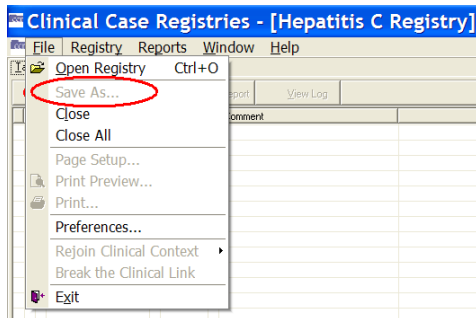 Clinical Case Registries - [Hepatitis C Registry]
File Registry Reports Window Help
Open Registry Ctrl+O
Save As...
port View Log
Close
omment
Close All
Page Setup...
Print Preview...
Print...
Preferences...
Rejoin Clinical Context
Break the Clinical Link
Exit